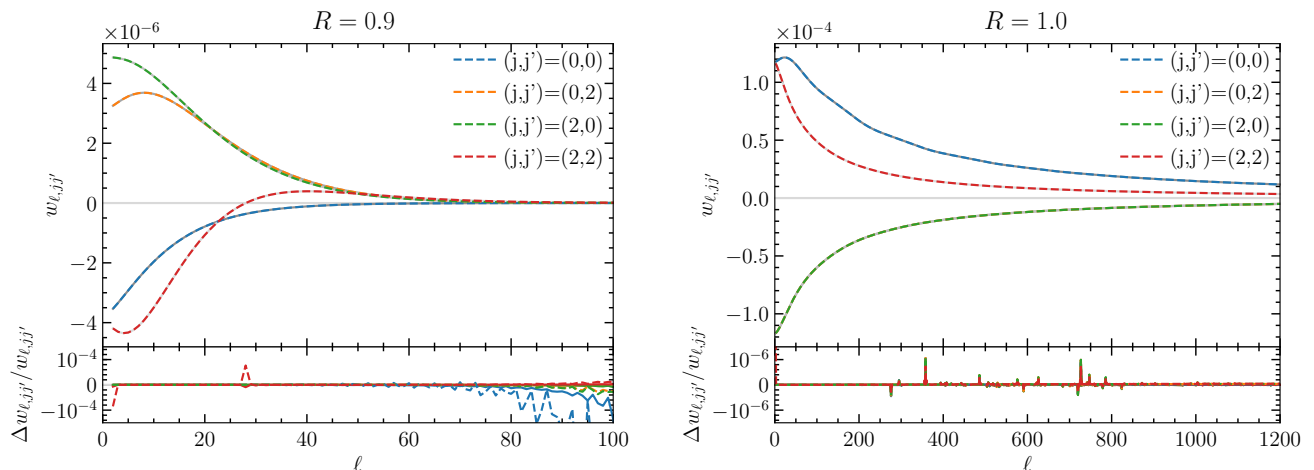 R = 0.9
×10⁻⁶
4
2
0
−2
−4
w_{ℓ,jj′}
(j,j')=(0,0)
(j,j')=(0,2)
(j,j')=(2,0)
(j,j')=(2,2)
Δw_{ℓ,jj′}/w_{ℓ,jj′}
10⁻⁴
0
−10⁻⁴
0 20 40 60 80 100
ℓ
R = 1.0
×10⁻⁴
1.0
0.5
0.0
−0.5
−1.0
w_{ℓ,jj′}
(j,j')=(0,0)
(j,j')=(0,2)
(j,j')=(2,0)
(j,j')=(2,2)
Δw_{ℓ,jj′}/w_{ℓ,jj′}
10⁻⁶
0
−10⁻⁶
0 200 400 600 800 1000 1200
ℓ